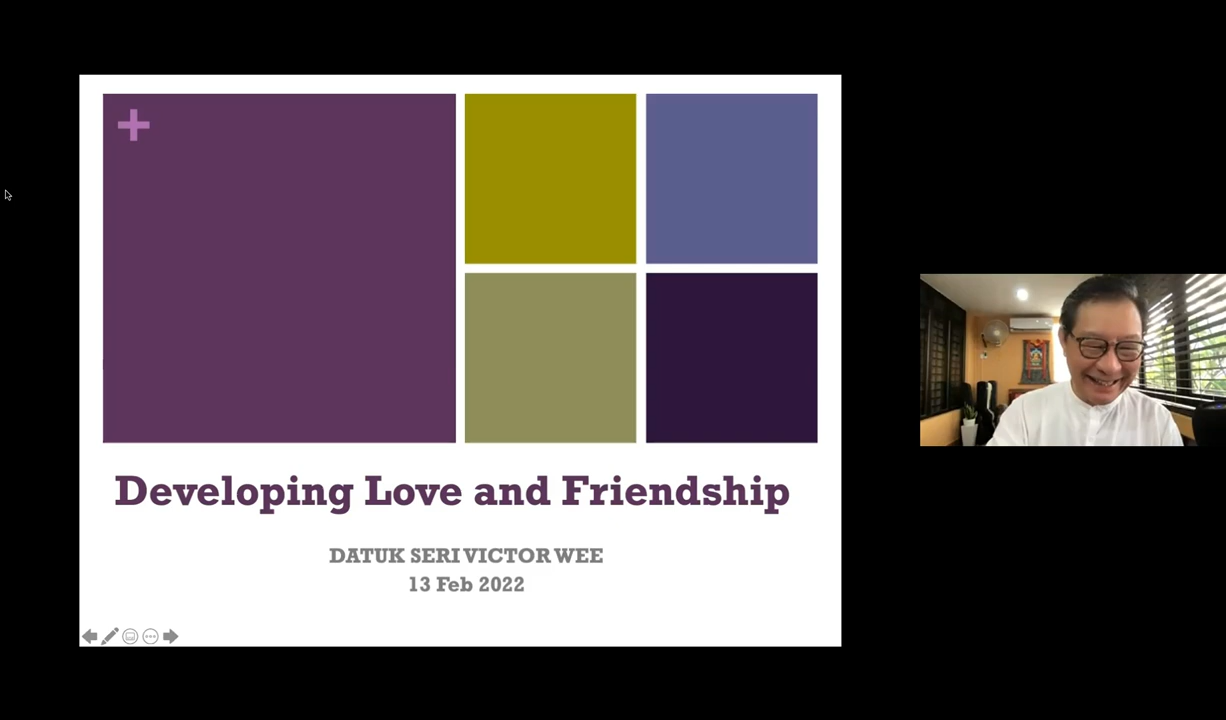 +
Developing Love and Friendship
DATUK SERI VICTOR WEE
13 Feb 2022